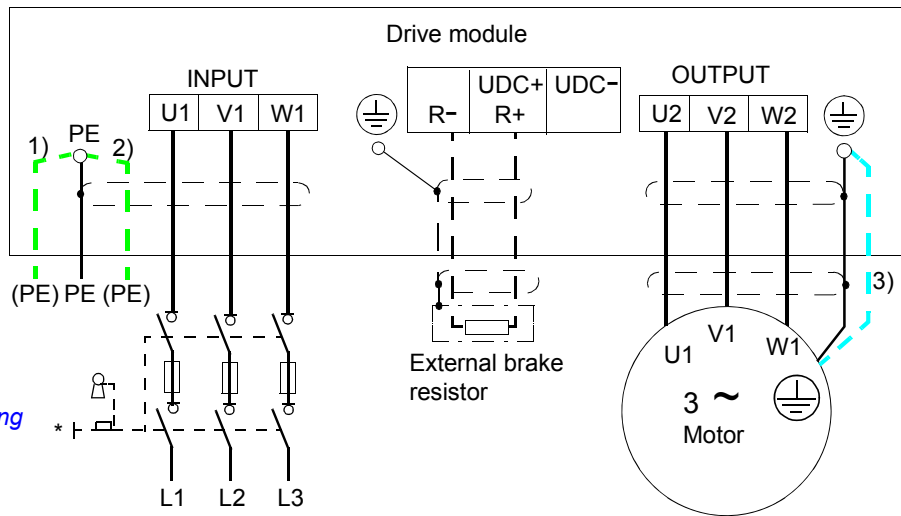 Drive module
INPUT
OUTPUT
U1 V1 W1
UDC+ UDC-
R- R+
U2 V2 W2
1) PE 2)
(PE) PE (PE)
3)
External brake
resistor
U1 V1 W1
3 ~
Motor
ng
*
L1 L2 L3